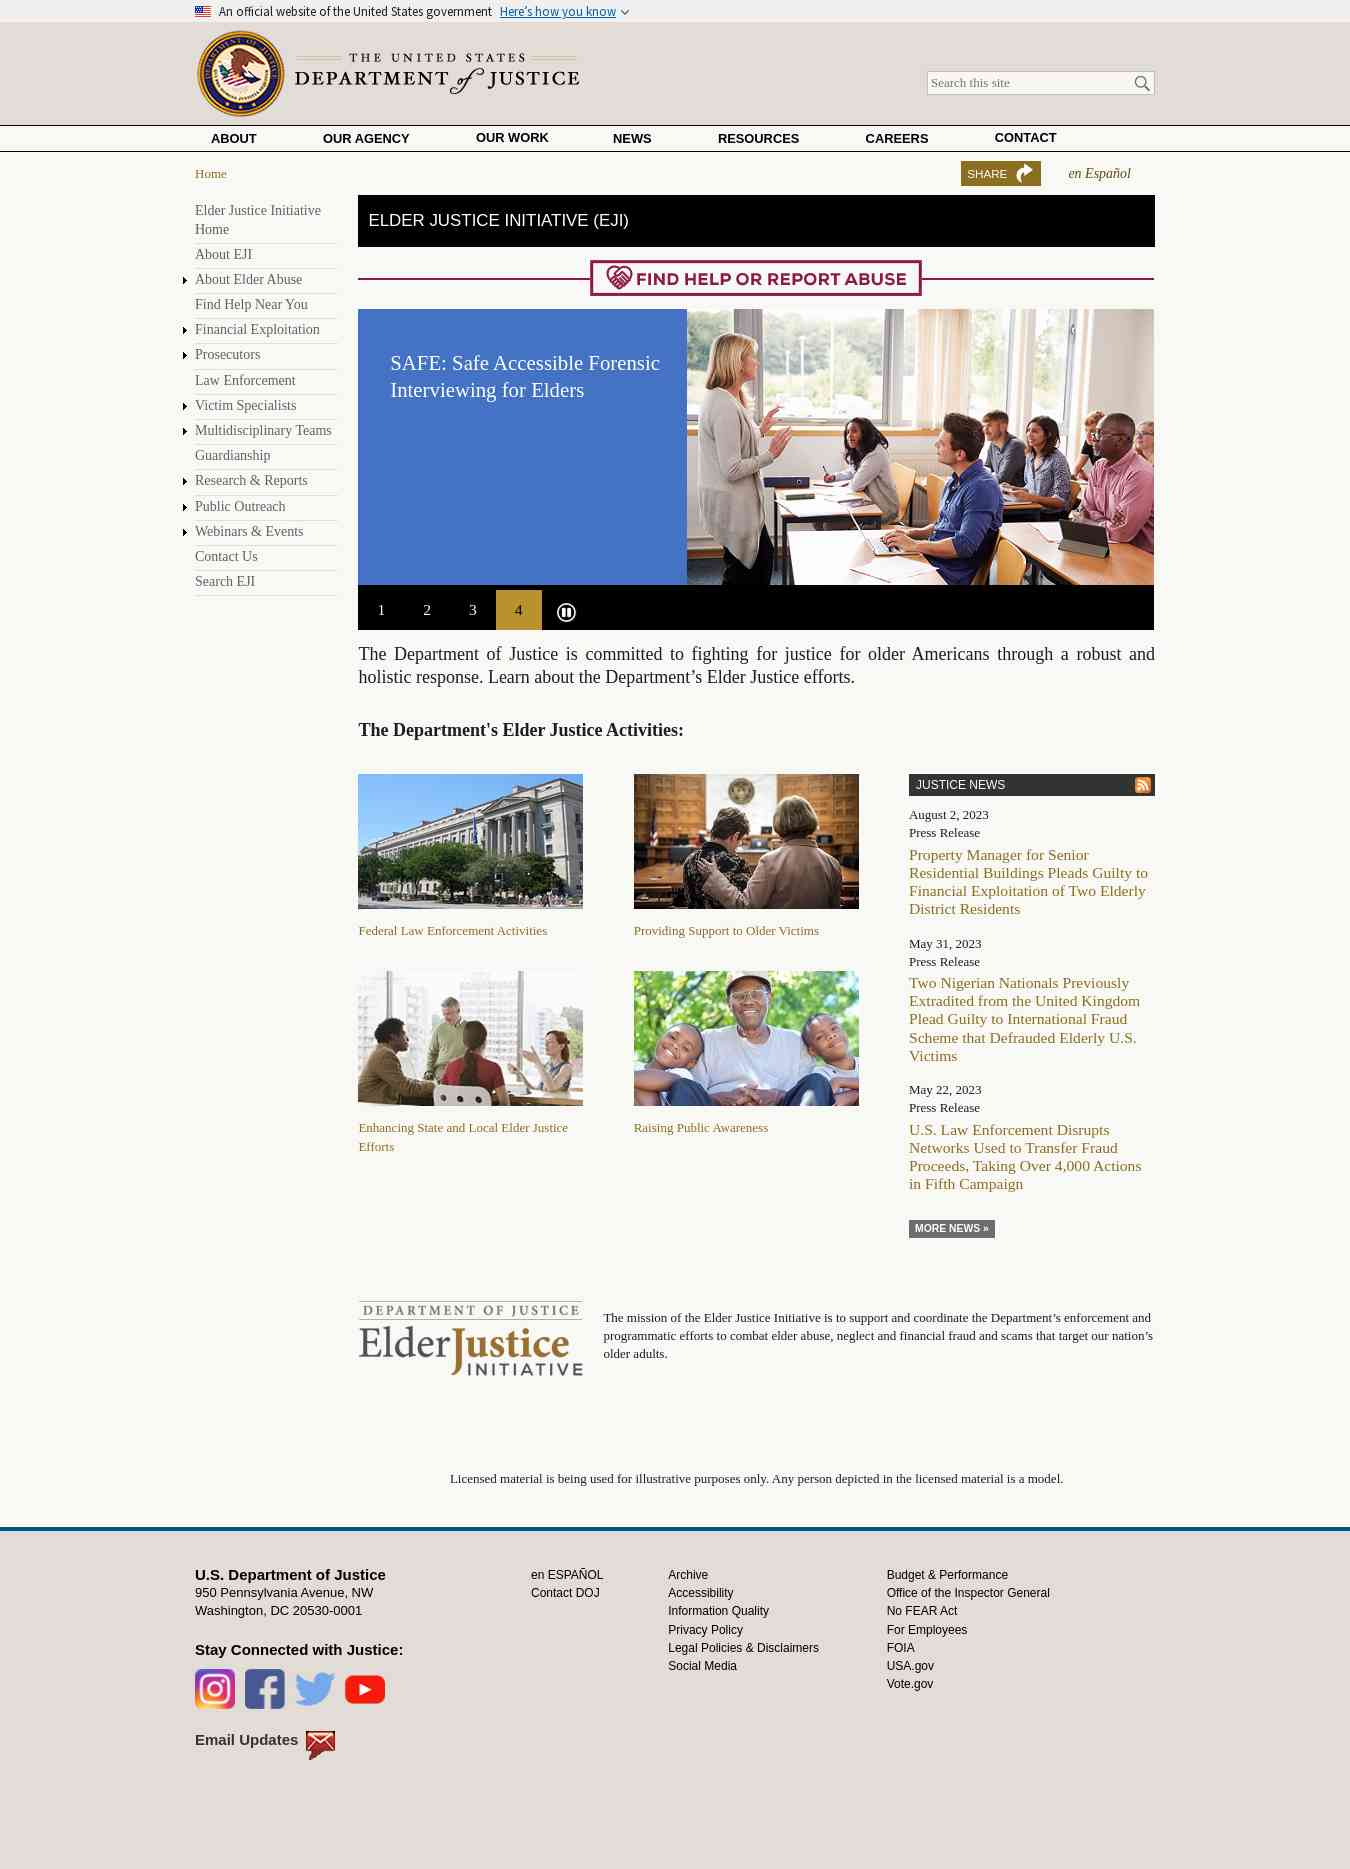 An official website of the United States government Here’s how you know
THE UNITED STATES
DEPARTMENT of JUSTICE
Search this site
ABOUT OUR AGENCY OUR WORK NEWS RESOURCES CAREERS CONTACT
Home
SHARE
en Español
Elder Justice Initiative
Home
About EJI
About Elder Abuse
Find Help Near You
Financial Exploitation
Prosecutors
Law Enforcement
Victim Specialists
Multidisciplinary Teams
Guardianship
Research & Reports
Public Outreach
Webinars & Events
Contact Us
Search EJI
ELDER JUSTICE INITIATIVE (EJI)
FIND HELP OR REPORT ABUSE
SAFE: Safe Accessible Forensic
Interviewing for Elders
1 2 3 4
The Department of Justice is committed to fighting for justice for older Americans through a robust and
holistic response. Learn about the Department’s Elder Justice efforts.
The Department's Elder Justice Activities:
Federal Law Enforcement Activities
Providing Support to Older Victims
Enhancing State and Local Elder Justice
Efforts
Raising Public Awareness
JUSTICE NEWS
August 2, 2023
Press Release
Property Manager for Senior
Residential Buildings Pleads Guilty to
Financial Exploitation of Two Elderly
District Residents
May 31, 2023
Press Release
Two Nigerian Nationals Previously
Extradited from the United Kingdom
Plead Guilty to International Fraud
Scheme that Defrauded Elderly U.S.
Victims
May 22, 2023
Press Release
U.S. Law Enforcement Disrupts
Networks Used to Transfer Fraud
Proceeds, Taking Over 4,000 Actions
in Fifth Campaign
MORE NEWS »
DEPARTMENT OF JUSTICE
ElderJustice
INITIATIVE
The mission of the Elder Justice Initiative is to support and coordinate the Department’s enforcement and
programmatic efforts to combat elder abuse, neglect and financial fraud and scams that target our nation’s
older adults.
Licensed material is being used for illustrative purposes only. Any person depicted in the licensed material is a model.
U.S. Department of Justice
950 Pennsylvania Avenue, NW
Washington, DC 20530-0001
Stay Connected with Justice:
Email Updates
en ESPAÑOL
Contact DOJ
Archive
Accessibility
Information Quality
Privacy Policy
Legal Policies & Disclaimers
Social Media
Budget & Performance
Office of the Inspector General
No FEAR Act
For Employees
FOIA
USA.gov
Vote.gov